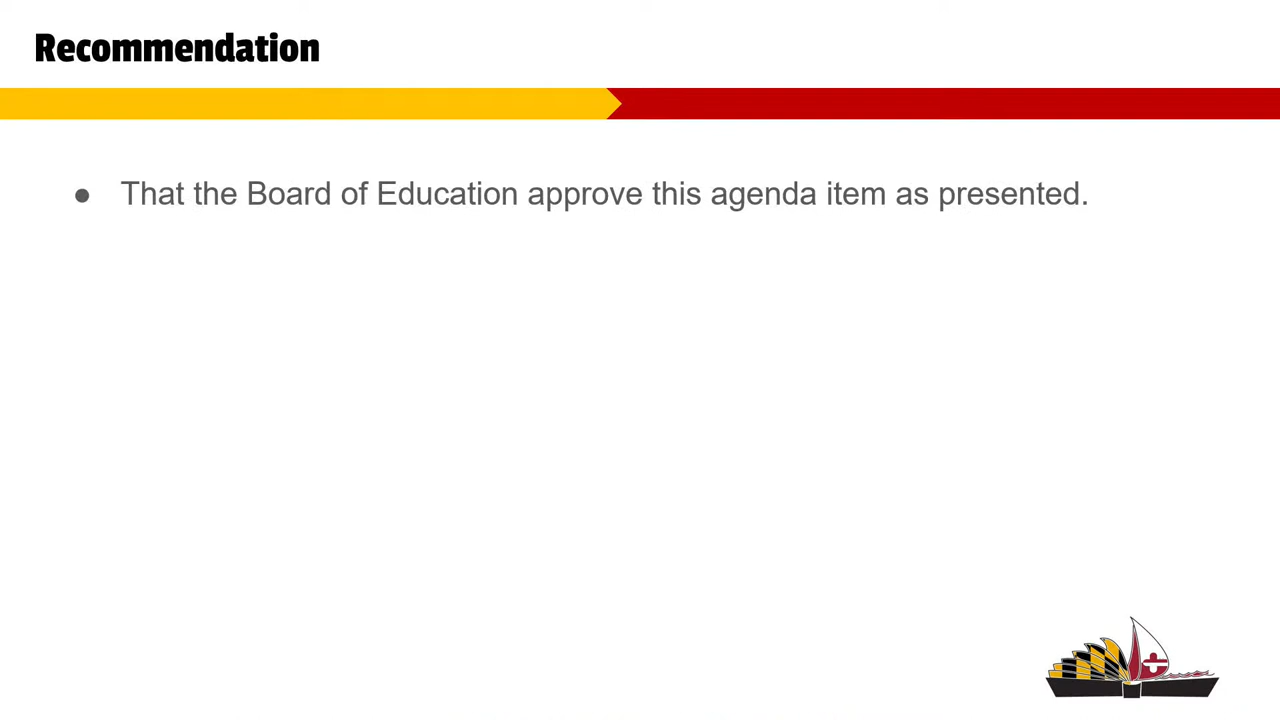 Recommendation
● That the Board of Education approve this agenda item as presented.